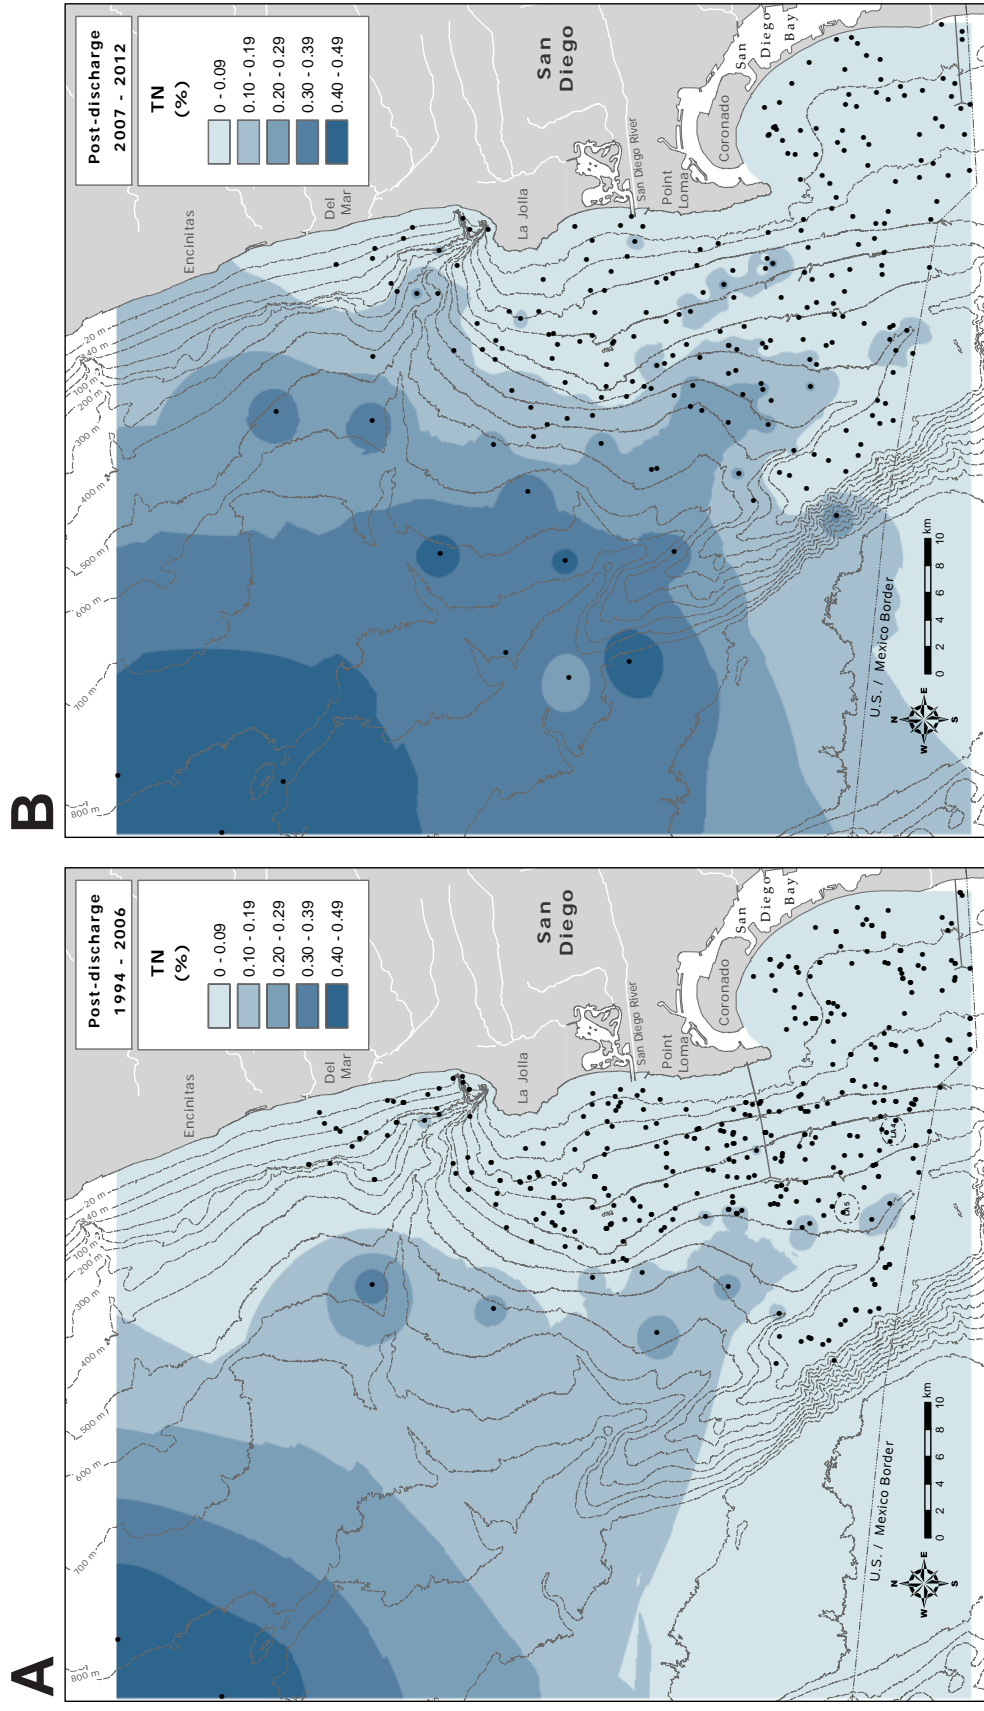 A
Post-discharge
1994 - 2006
TN
(%)
0 - 0.09
0.10 - 0.19
0.20 - 0.29
0.30 - 0.39
0.40 - 0.49
Encinitas
Del
Mar
La Jolla
San
Diego
San Diego River
Point
Loma
Coronado
San
Diego
Bay
20 m
40 m
100 m
200 m
300 m
400 m
500 m
600 m
700 m
800 m
LA-5
LA-4
U.S. / Mexico Border
N
E
S
W
0 2 4 6 8 10
km
B
Post-discharge
2007 - 2012
TN
(%)
0 - 0.09
0.10 - 0.19
0.20 - 0.29
0.30 - 0.39
0.40 - 0.49
Encinitas
Del
Mar
La Jolla
San
Diego
San Diego River
Point
Loma
Coronado
San
Diego
Bay
20 m
40 m
100 m
200 m
300 m
400 m
500 m
600 m
700 m
800 m
U.S. / Mexico Border
N
E
S
W
0 2 4 6 8 10
km